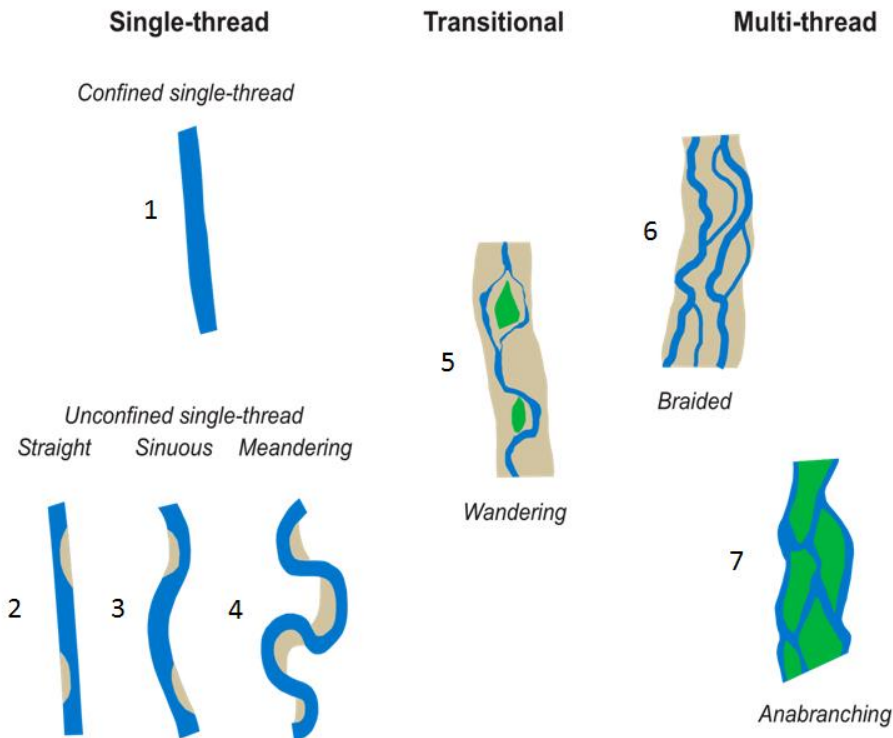 Single-thread
Transitional
Multi-thread
Confined single-thread
1
6
5
Braided
Unconfined single-thread
Straight
Sinuous
Meandering
Wandering
7
2
3
4
Anabranching